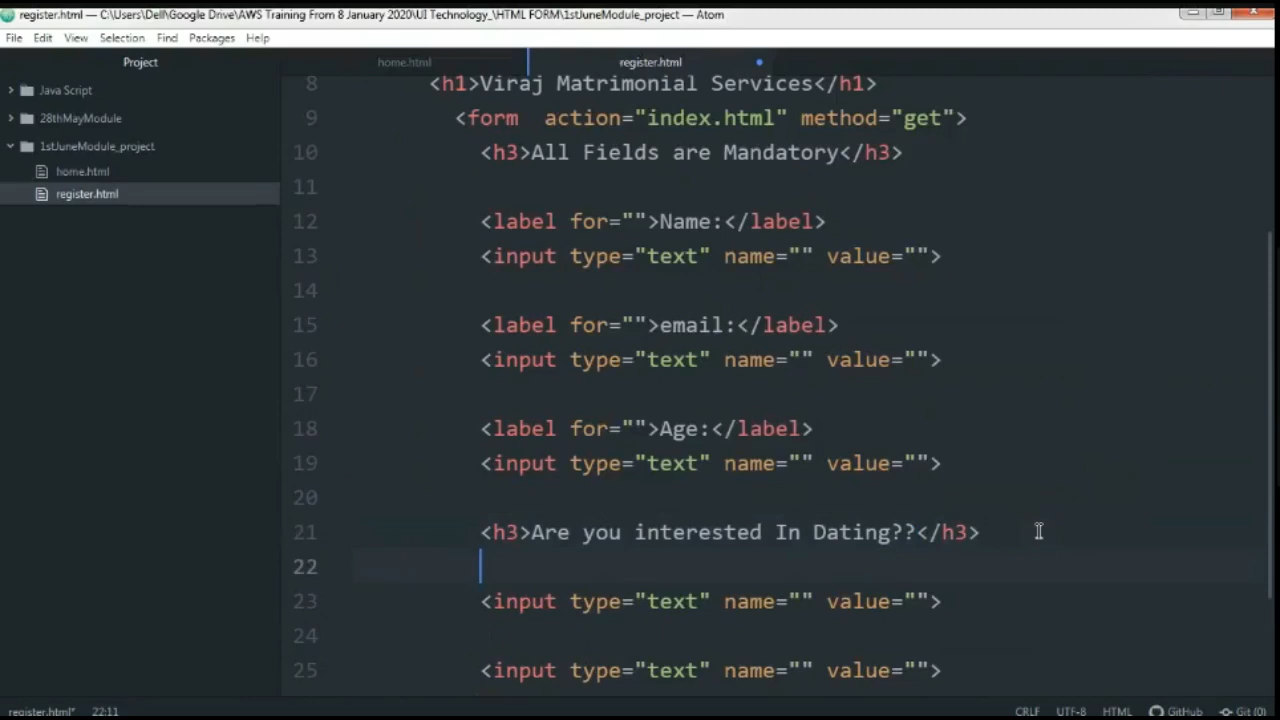 register.html — C:\Users\Dell\Google Drive\AWS Training From 8 January 2020\UI Technology_\HTML FORM\1stJuneModule_project — Atom
File Edit View Selection Find Packages Help
Project
home.html
register.html
Java Script
28thMayModule
1stJuneModule_project
home.html
register.html
8 <h1>Viraj Matrimonial Services</h1>
9 <form  action="index.html" method="get">
10 <h3>All Fields are Mandatory</h3>
11
12 <label for="">Name:</label>
13 <input type="text" name="" value="">
14
15 <label for="">email:</label>
16 <input type="text" name="" value="">
17
18 <label for="">Age:</label>
19 <input type="text" name="" value="">
20
21 <h3>Are you interested In Dating??</h3>
22
23 <input type="text" name="" value="">
24
25 <input type="text" name="" value="">
register.html* 22:11 CRLF UTF-8 HTML GitHub Git (0)